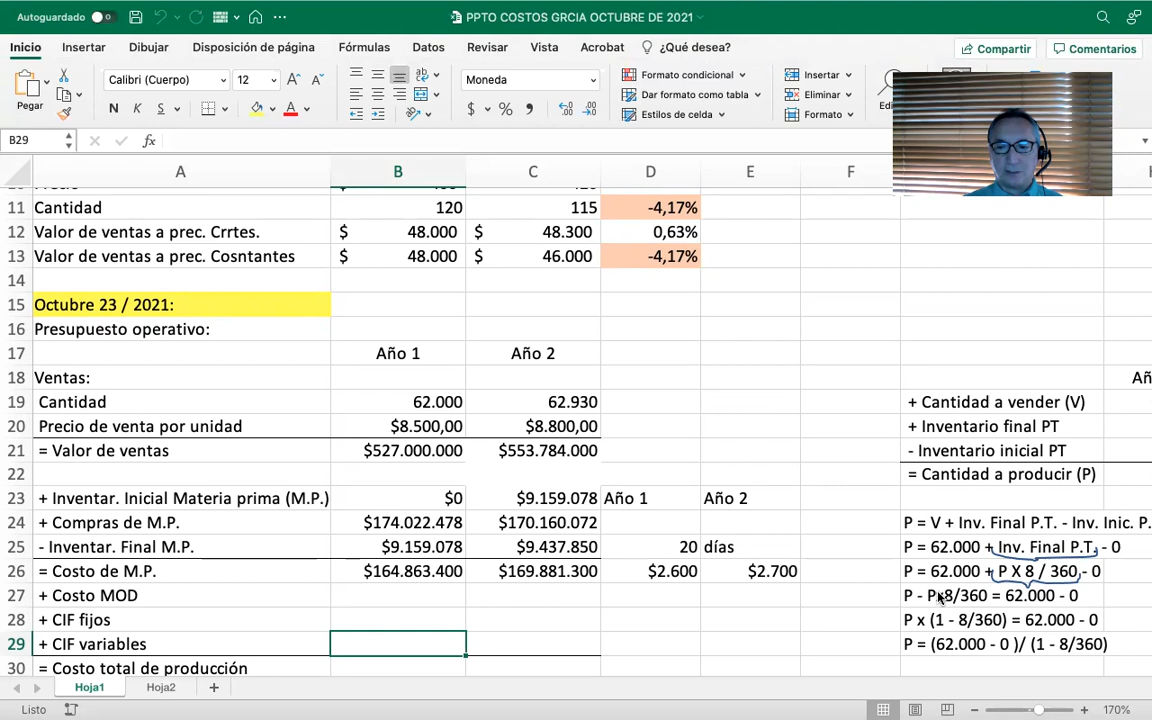 Autoguardado 0 PPTO COSTOS GRCIA OCTUBRE DE 2021
Inicio Insertar Dibujar Disposición de página Fórmulas Datos Revisar Vista Acrobat ¿Qué desea? Compartir Comentarios
Pegar Calibri (Cuerpo) 12 A A ab Moneda Formato condicional Insertar
N K S A $ % Dar formato como tabla Eliminar
Estilos de celda Formato
B29 fx
A B C D E F
11 Cantidad 120 115 -4,17%
12 Valor de ventas a prec. Crrtes. $ 48.000 $ 48.300 0,63%
13 Valor de ventas a prec. Cosntantes $ 48.000 $ 46.000 -4,17%
14
15 Octubre 23 / 2021:
16 Presupuesto operativo:
17 Año 1 Año 2
18 Ventas:
19 Cantidad 62.000 62.930 + Cantidad a vender (V)
20 Precio de venta por unidad $8.500,00 $8.800,00 + Inventario final PT
21 = Valor de ventas $527.000.000 $553.784.000 - Inventario inicial PT
22 = Cantidad a producir (P)
23 + Inventar. Inicial Materia prima (M.P.) $0 $9.159.078 Año 1 Año 2
24 + Compras de M.P. $174.022.478 $170.160.072 P = V + Inv. Final P.T. - Inv. Inic. P.
25 - Inventar. Final M.P. $9.159.078 $9.437.850 20 días P = 62.000 + Inv. Final P.T. - 0
26 = Costo de M.P. $164.863.400 $169.881.300 $2.600 $2.700 P = 62.000 + P X 8 / 360 - 0
27 + Costo MOD P - P 8/360 = 62.000 - 0
28 + CIF fijos P x (1 - 8/360) = 62.000 - 0
29 + CIF variables P = (62.000 - 0 )/ (1 - 8/360)
30 = Costo total de producción
Hoja1 Hoja2 +
Listo 170%